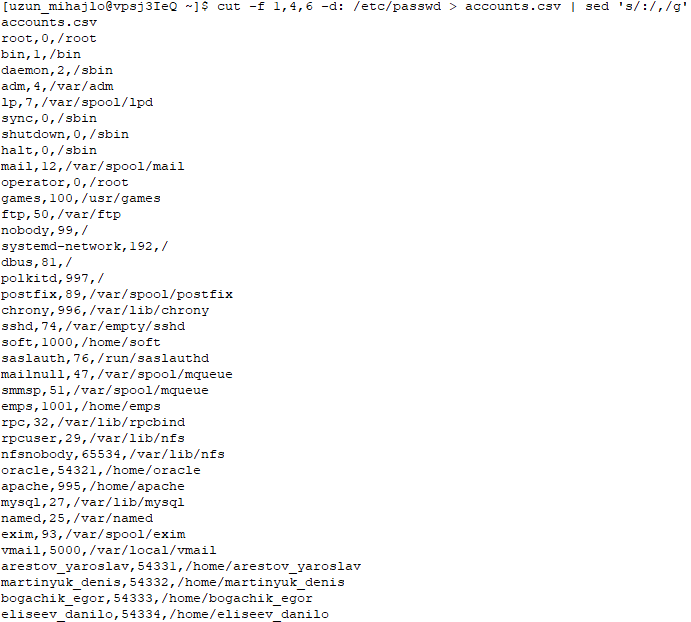 [uzun_mihajlo@vpsj3IeQ ~]$ cut -f 1,4,6 -d: /etc/passwd > accounts.csv | sed 's/:/,/g'
accounts.csv
root,0,/root
bin,1,/bin
daemon,2,/sbin
adm,4,/var/adm
lp,7,/var/spool/lpd
sync,0,/sbin
shutdown,0,/sbin
halt,0,/sbin
mail,12,/var/spool/mail
operator,0,/root
games,100,/usr/games
ftp,50,/var/ftp
nobody,99,/
systemd-network,192,/
dbus,81,/
polkitd,997,/
postfix,89,/var/spool/postfix
chrony,996,/var/lib/chrony
sshd,74,/var/empty/sshd
soft,1000,/home/soft
saslauth,76,/run/saslauthd
mailnull,47,/var/spool/mqueue
smmsp,51,/var/spool/mqueue
emps,1001,/home/emps
rpc,32,/var/lib/rpcbind
rpcuser,29,/var/lib/nfs
nfsnobody,65534,/var/lib/nfs
oracle,54321,/home/oracle
apache,995,/home/apache
mysql,27,/var/lib/mysql
named,25,/var/named
exim,93,/var/spool/exim
vmail,5000,/var/local/vmail
arestov_yaroslav,54331,/home/arestov_yaroslav
martinyuk_denis,54332,/home/martinyuk_denis
bogachik_egor,54333,/home/bogachik_egor
eliseev_danilo,54334,/home/eliseev_danilo